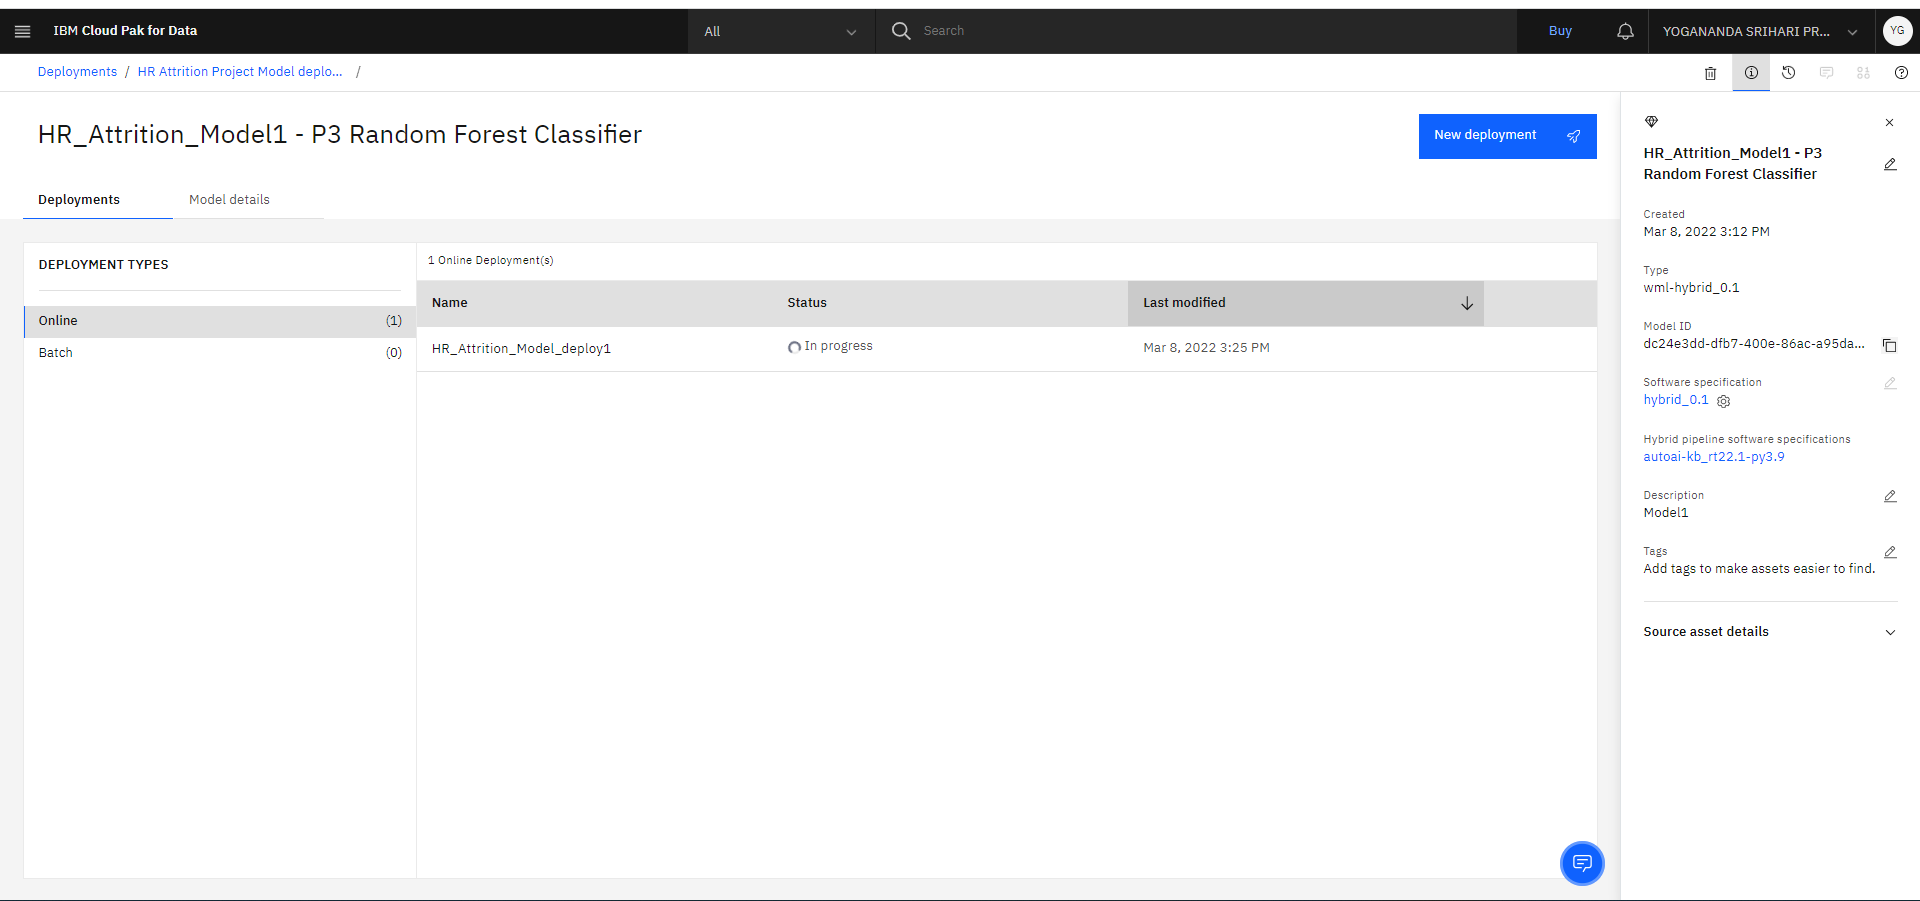 IBM Cloud Pak for Data
All
Search
Buy
YOGANANDA SRIHARI PR...
YG
Deployments / HR Attrition Project Model deplo... /
HR_Attrition_Model1 - P3 Random Forest Classifier
New deployment
Deployments
Model details
DEPLOYMENT TYPES
Online (1)
Batch (0)
1 Online Deployment(s)
Name Status Last modified
HR_Attrition_Model_deploy1 In progress Mar 8, 2022 3:25 PM
HR_Attrition_Model1 - P3
Random Forest Classifier
Created
Mar 8, 2022 3:12 PM
Type
wml-hybrid_0.1
Model ID
dc24e3dd-dfb7-400e-86ac-a95da...
Software specification
hybrid_0.1
Hybrid pipeline software specifications
autoai-kb_rt22.1-py3.9
Description
Model1
Tags
Add tags to make assets easier to find.
Source asset details